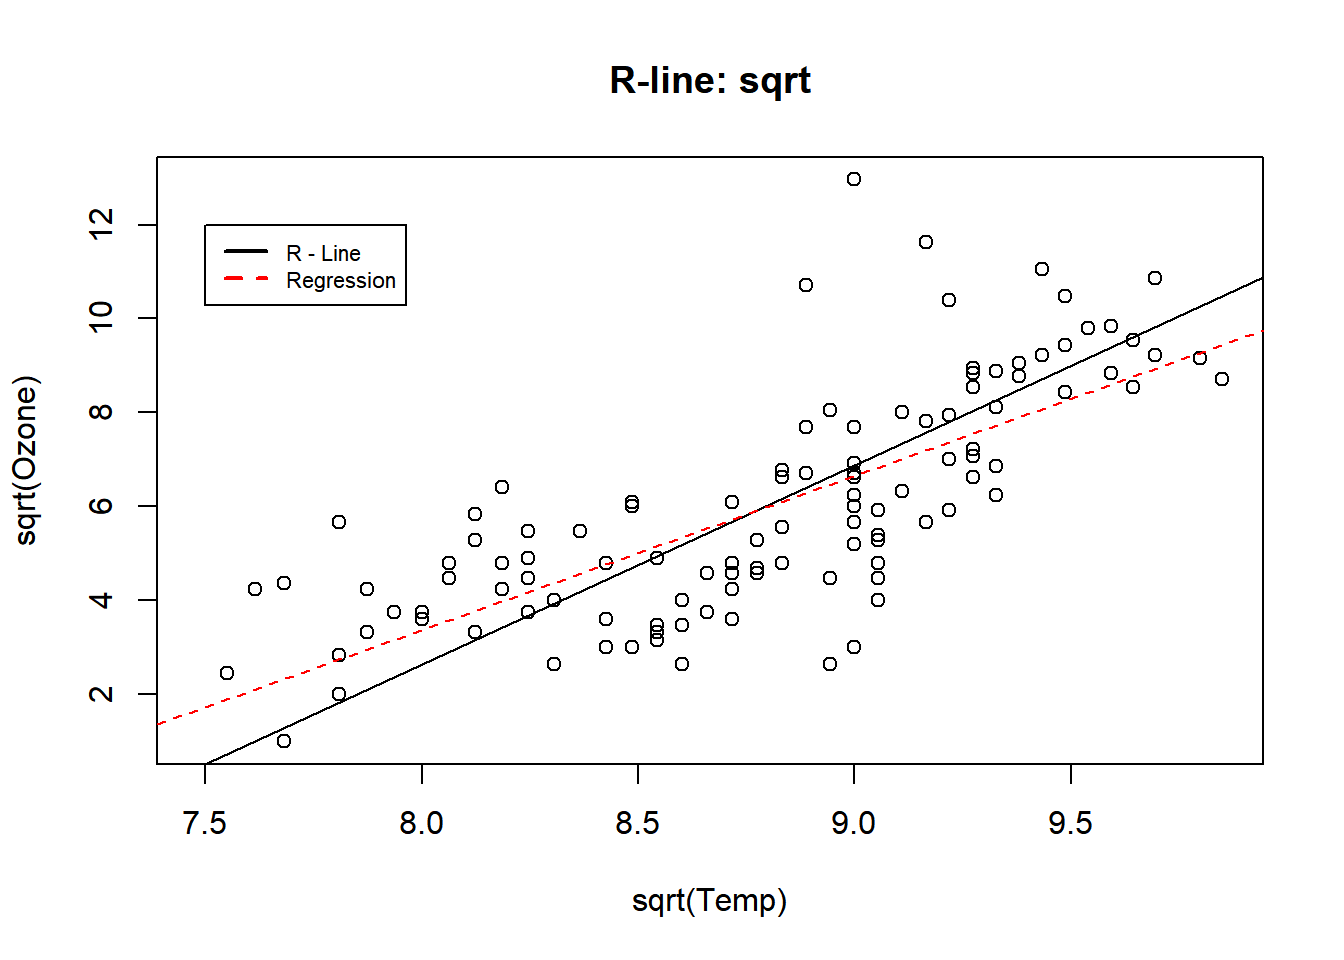 R-line: sqrt
R - Line
Regression
sqrt(Ozone)
12
10
8
6
4
2
7.5 8.0 8.5 9.0 9.5
sqrt(Temp)